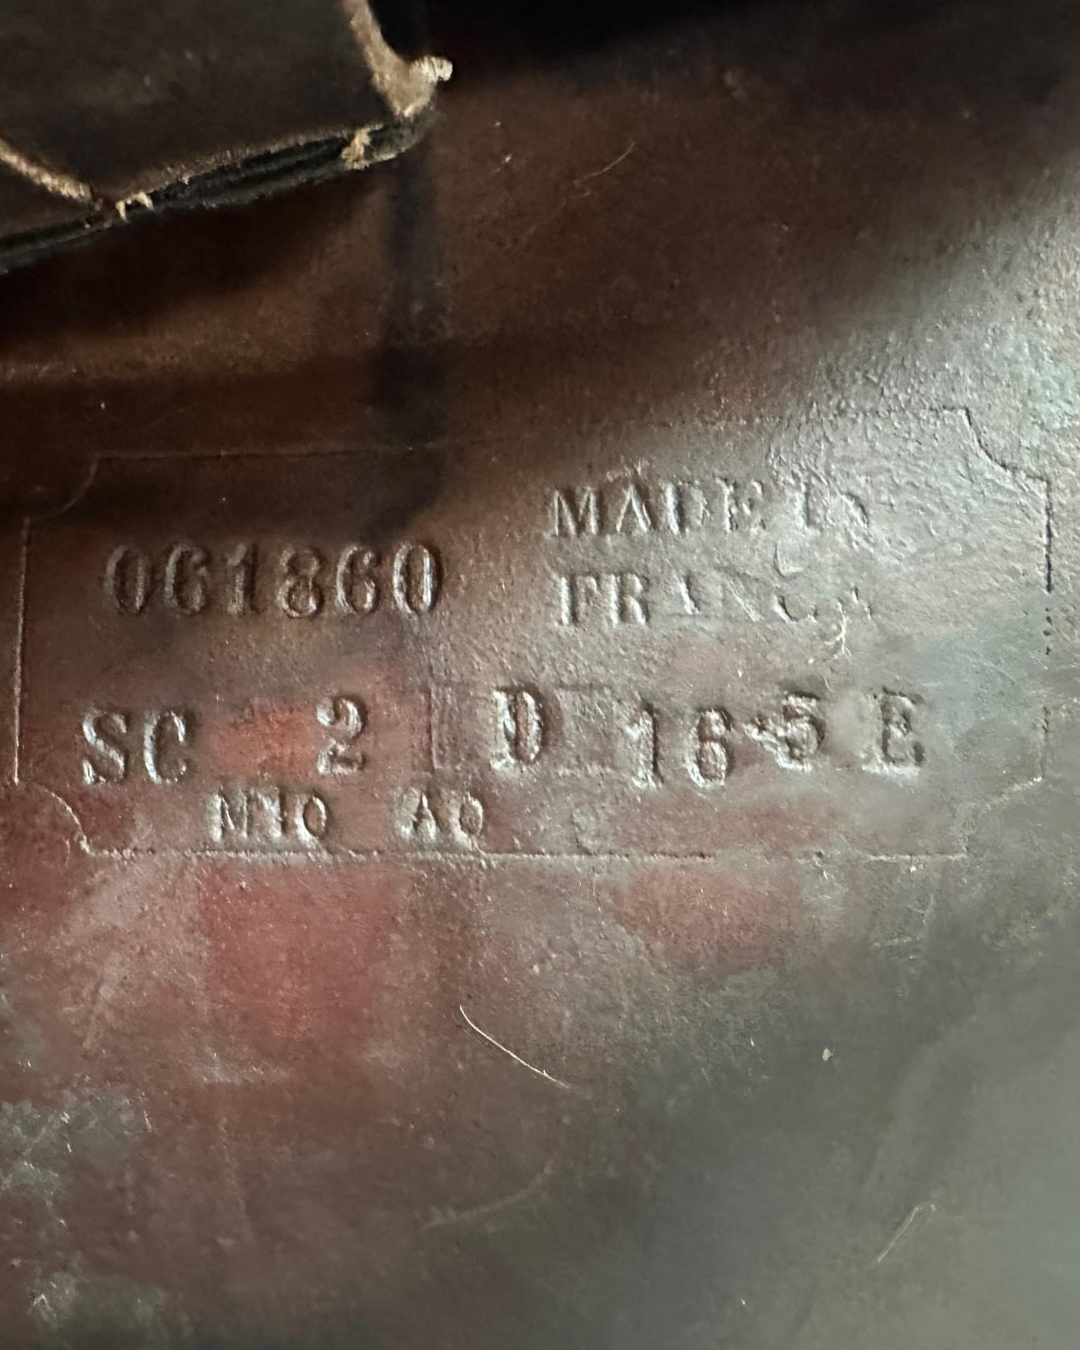 061860
MADE IN
FRANCE
SC 2 D 16.5 E
M10 A0